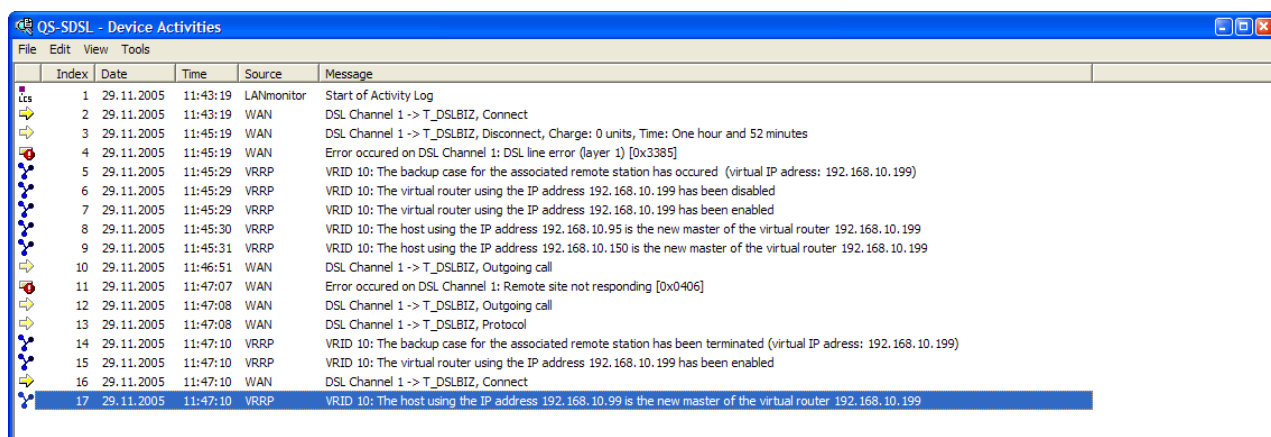 QS-SDSL - Device Activities
File Edit View Tools
Index Date Time Source Message
LCS 1 29.11.2005 11:43:19 LANmonitor Start of Activity Log
2 29.11.2005 11:43:19 WAN DSL Channel 1 -> T_DSLBIZ, Connect
3 29.11.2005 11:45:19 WAN DSL Channel 1 -> T_DSLBIZ, Disconnect, Charge: 0 units, Time: One hour and 52 minutes
4 29.11.2005 11:45:19 WAN Error occured on DSL Channel 1: DSL line error (layer 1) [0x3385]
5 29.11.2005 11:45:29 VRRP VRID 10: The backup case for the associated remote station has occured (virtual IP adress: 192.168.10.199)
6 29.11.2005 11:45:29 VRRP VRID 10: The virtual router using the IP address 192.168.10.199 has been disabled
7 29.11.2005 11:45:29 VRRP VRID 10: The virtual router using the IP address 192.168.10.199 has been enabled
8 29.11.2005 11:45:30 VRRP VRID 10: The host using the IP address 192.168.10.95 is the new master of the virtual router 192.168.10.199
9 29.11.2005 11:45:31 VRRP VRID 10: The host using the IP address 192.168.10.150 is the new master of the virtual router 192.168.10.199
10 29.11.2005 11:46:51 WAN DSL Channel 1 -> T_DSLBIZ, Outgoing call
11 29.11.2005 11:47:07 WAN Error occured on DSL Channel 1: Remote site not responding [0x0406]
12 29.11.2005 11:47:08 WAN DSL Channel 1 -> T_DSLBIZ, Outgoing call
13 29.11.2005 11:47:08 WAN DSL Channel 1 -> T_DSLBIZ, Protocol
14 29.11.2005 11:47:10 VRRP VRID 10: The backup case for the associated remote station has been terminated (virtual IP adress: 192.168.10.199)
15 29.11.2005 11:47:10 VRRP VRID 10: The virtual router using the IP address 192.168.10.199 has been enabled
16 29.11.2005 11:47:10 WAN DSL Channel 1 -> T_DSLBIZ, Connect
17 29.11.2005 11:47:10 VRRP VRID 10: The host using the IP address 192.168.10.99 is the new master of the virtual router 192.168.10.199